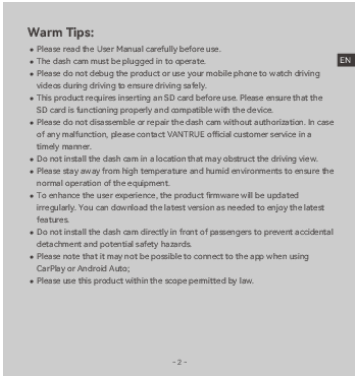 Warm Tips:
• Please read the User Manual carefully before use.
• The dash cam must be plugged in to operate.
EN
• Please do not debug the product or use your mobile phone to watch driving
videos during driving to ensure driving safely.
• This product requires inserting an SD card before use. Please ensure that the
SD card is functioning properly and compatible with the device.
• Please do not disassemble or repair the dash cam without authorization. In case
of any malfunction, please contact VANTRUE official customer service in a
timely manner.
• Do not install the dash cam in a location that may obstruct the driving view.
• Please stay away from high temperature and humid environments to ensure the
normal operation of the equipment.
• To enhance the user experience, the product firmware will be updated
irregularly. You can download the latest version as needed to enjoy the latest
features.
• Do not install the dash cam directly in front of passengers to prevent accidental
detachment and potential safety hazards.
• Please note that it may not be possible to connect to the app when using
CarPlay or Android Auto;
• Please use this product within the scope permitted by law.
- 2 -